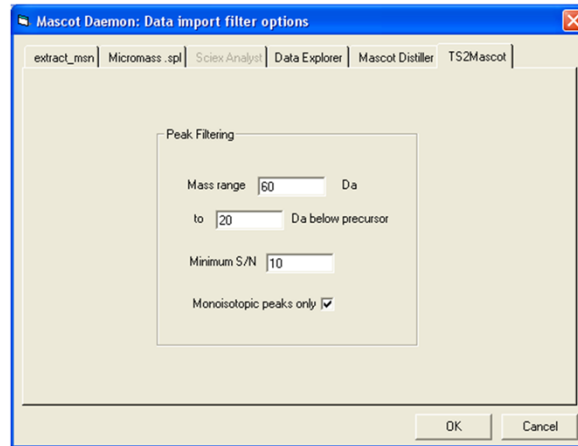 Mascot Daemon: Data import filter options
extract_msn Micromass .spl Sciex Analyst Data Explorer Mascot Distiller TS2Mascot
Peak Filtering
Mass range 60 Da
to 20 Da below precursor
Minimum S/N 10
Monoisotopic peaks only
OK Cancel